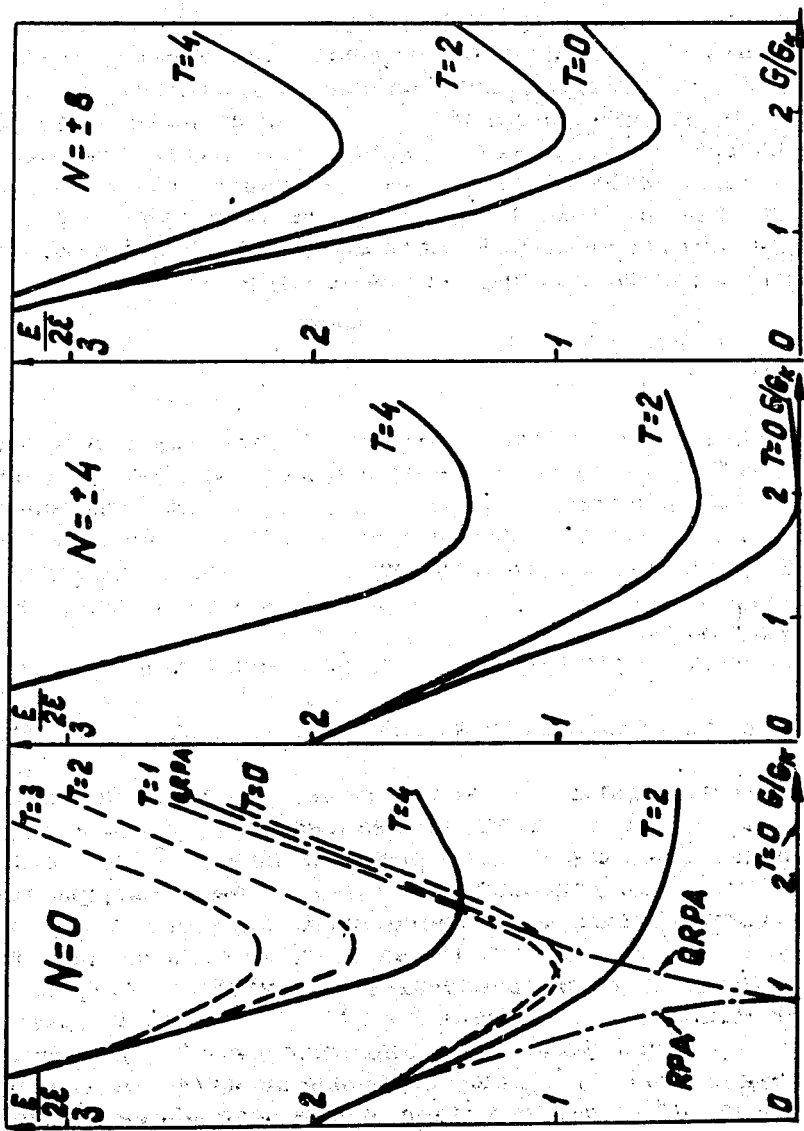 E
2ε
3
N=0
T=3
T=2
T=1
QRPA
T=0
2
T=4
T=2
1
RPA
QRPA
0 1 2 T=0 G/Gκ
E
2ε
3
N=±4
2
T=4
1
T=2
0 1 2 T=0 G/Gκ
E
2ε
3
N=±8
T=4
2
T=2
1
T=0
0 1 2 G/Gκ